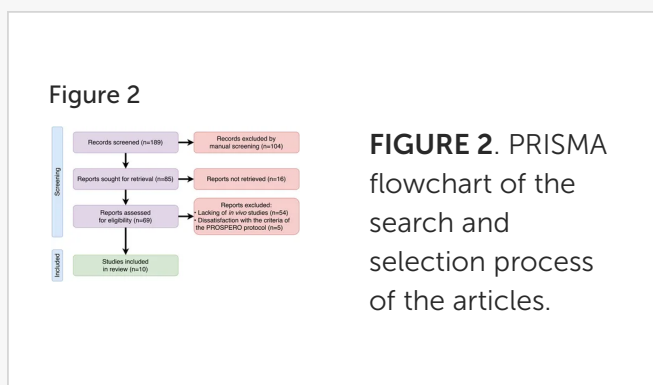 Figure 2
Screening
Records screened (n=189)
Records excluded by
manual screening (n=104)
Reports sought for retrieval (n=85)
Reports not retrieved (n=16)
Reports assessed
for eligibility (n=69)
Reports excluded:
• Lacking of in vivo studies (n=54)
• Dissatisfaction with the criteria of
the PROSPERO protocol (n=5)
Included
Studies included
in review (n=10)
FIGURE 2. PRISMA
flowchart of the
search and
selection process
of the articles.